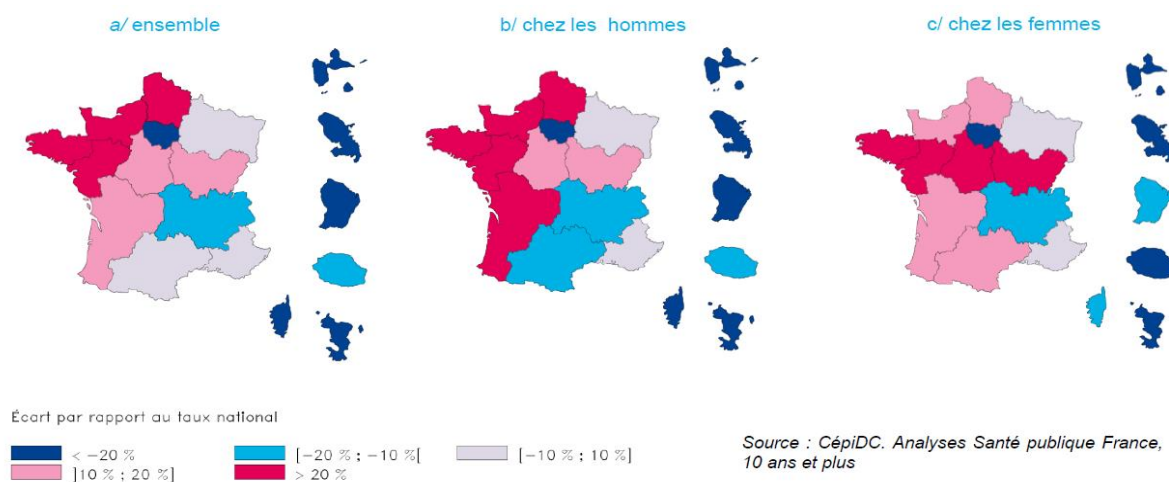 a/ ensemble
b/ chez les hommes
c/ chez les femmes
Écart par rapport au taux national
< −20 %
[−20 % ; −10 %[
[−10 % ; 10 %]
]10 % ; 20 %]
> 20 %
Source : CépiDC. Analyses Santé publique France,
10 ans et plus